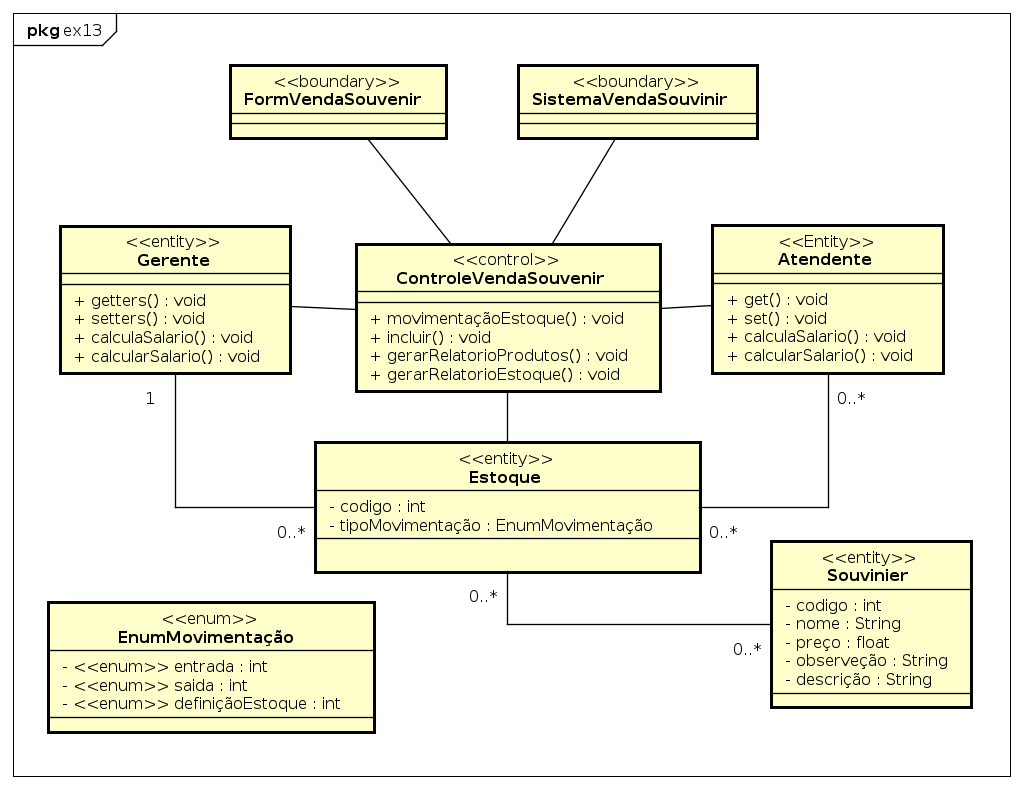 pkg ex13
<<boundary>>
FormVendaSouvenir
<<boundary>>
SistemaVendaSouvinir
<<entity>>
Gerente
+ getters() : void
+ setters() : void
+ calculaSalario() : void
+ calcularSalario() : void
<<control>>
ControleVendaSouvenir
+ movimentaçãoEstoque() : void
+ incluir() : void
+ gerarRelatorioProdutos() : void
+ gerarRelatorioEstoque() : void
<<Entity>>
Atendente
+ get() : void
+ set() : void
+ calculaSalario() : void
+ calcularSalario() : void
1
0..*
<<entity>>
Estoque
- codigo : int
- tipoMovimentação : EnumMovimentação
0..*
0..*
0..*
0..*
<<entity>>
Souvinier
- codigo : int
- nome : String
- preço : float
- observeção : String
- descrição : String
<<enum>>
EnumMovimentação
- <<enum>> entrada : int
- <<enum>> saida : int
- <<enum>> definiçãoEstoque : int